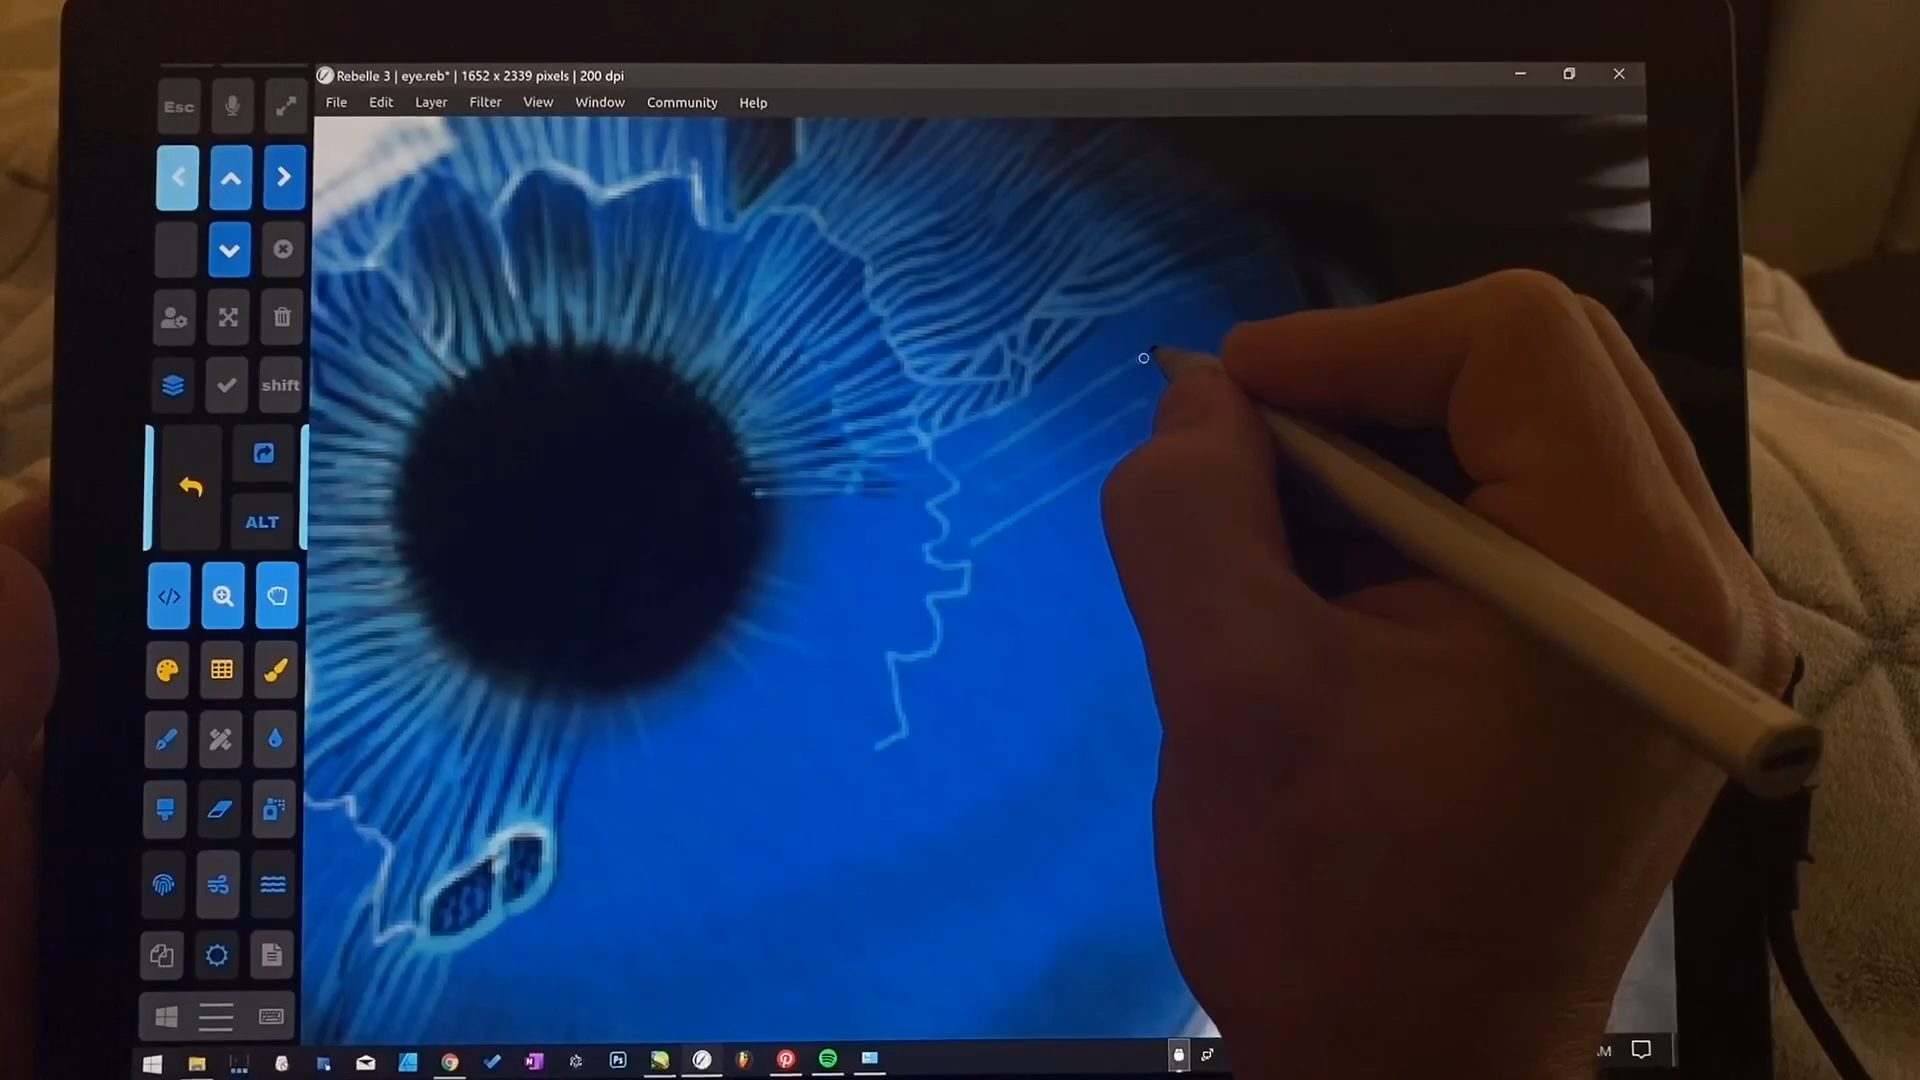 Rebelle 3 | eye.reb* | 1652 x 2339 pixels | 200 dpi
File Edit Layer Filter View Window Community Help
Esc
shift
ALT
</>
Ps
N